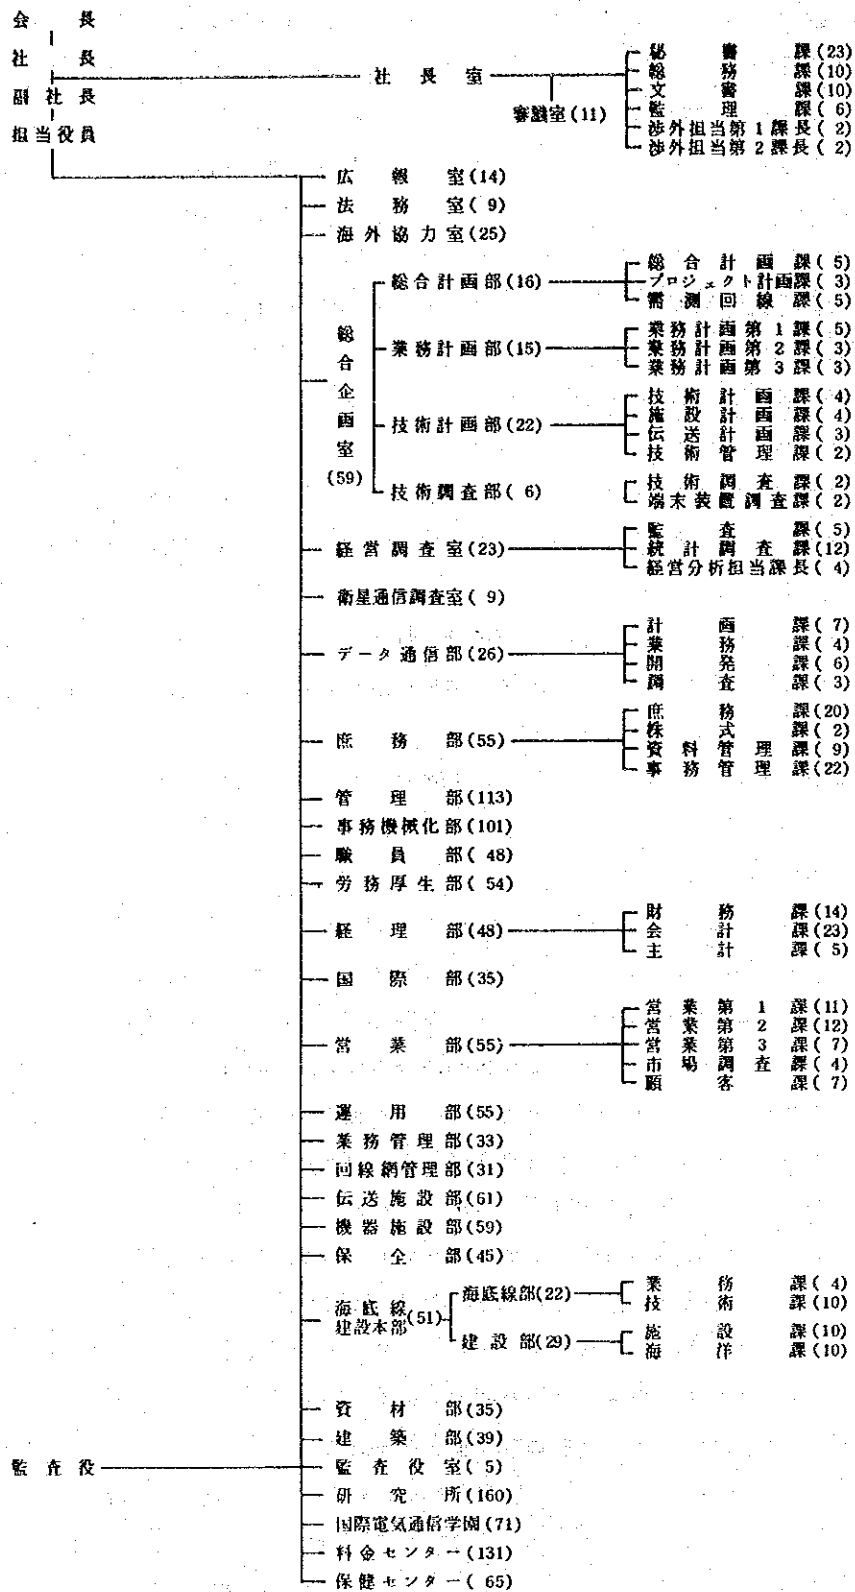 会長
社長
副社長
担当役員
社長室
審議室(11)
秘書課(23)
総務課(10)
文書課(10)
監理課( 6)
渉外担当第1課長( 2)
渉外担当第2課長( 2)
広報室(14)
法務室( 9)
海外協力室(25)
総合企画室(59)
総合計画部(16)
総合計画課( 5)
プロジェクト計画課( 3)
需測回線課( 5)
業務計画部(15)
業務計画第1課( 5)
業務計画第2課( 3)
業務計画第3課( 3)
技術計画部(22)
技術計画課( 4)
施設計画課( 4)
伝送計画課( 3)
技術管理課( 2)
技術調査部( 6)
技術調査課( 2)
端末装置調査課( 2)
経営調査室(23)
監査課( 5)
統計調査課(12)
経営分析担当課長( 4)
衛星通信調査室( 9)
データ通信部(26)
計画課( 7)
業務課( 4)
開発課( 6)
調査課( 3)
庶務部(55)
庶務課(20)
株式課( 2)
資料管理課( 9)
事務管理課(22)
管理部(113)
事務機械化部(101)
職員部( 48)
労務厚生部( 54)
経理部(48)
財務課(14)
会計課(23)
主計課( 5)
国際部(35)
営業部(55)
営業第1課(11)
営業第2課(12)
営業第3課( 7)
市場調査課( 4)
顧客課( 7)
運用部(55)
業務管理部(33)
回線網管理部(31)
伝送施設部(61)
機器施設部(59)
保全部(45)
海底線建設本部(51)
海底線部(22)
業務課( 4)
技術課(10)
建設部(29)
施設課(10)
海洋課(10)
資材部(35)
建築部(39)
監査役
監査役室( 5)
研究所(160)
国際電気通信学園(71)
料金センター(131)
保健センター( 65)